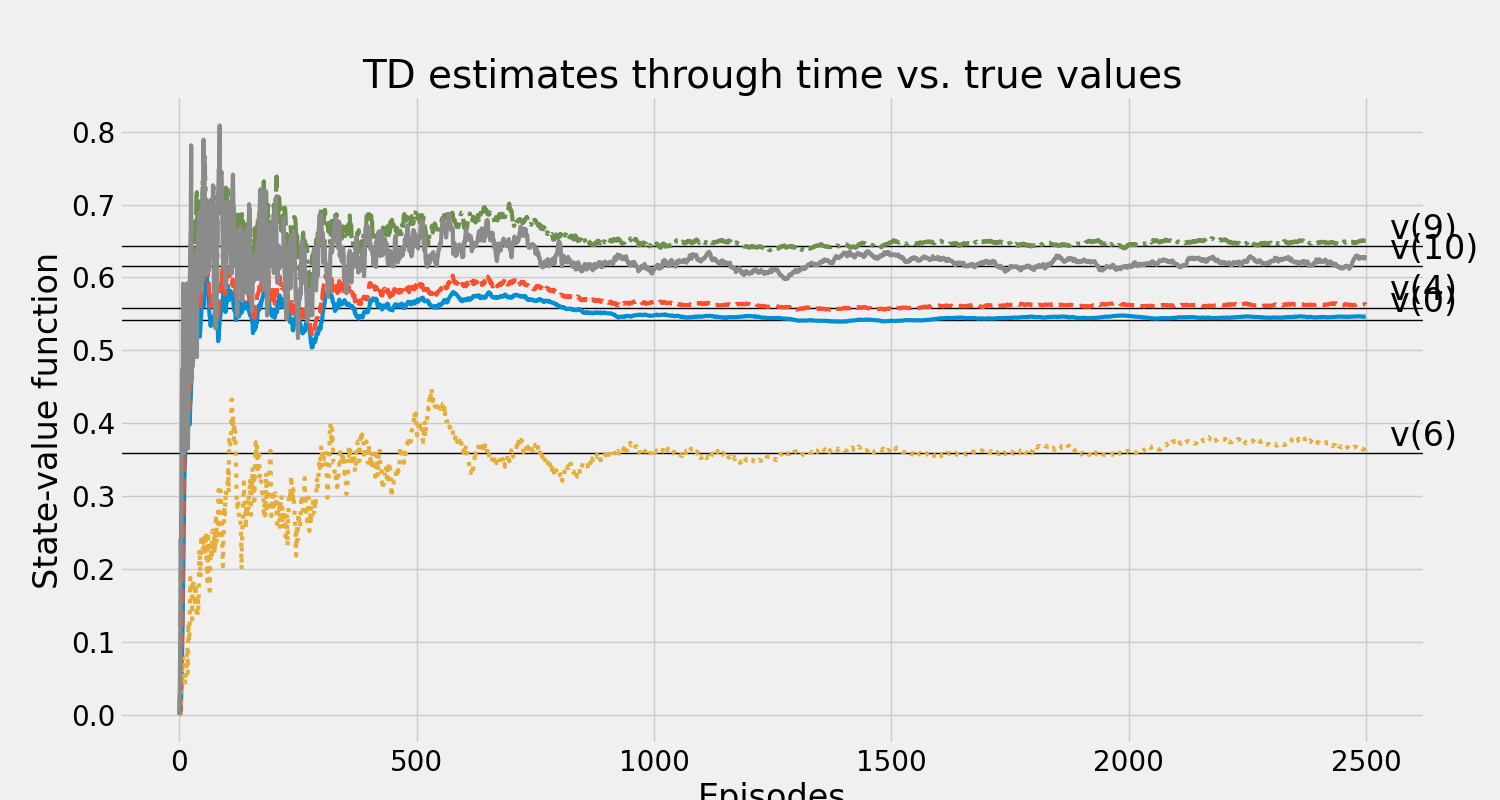 TD estimates through time vs. true values
State-value function
0.8
0.7
0.6
0.5
0.4
0.3
0.2
0.1
0.0
v(9)
v(10)
v(4)
v(0)
v(6)
0
500
1000
1500
2000
2500
Episodes